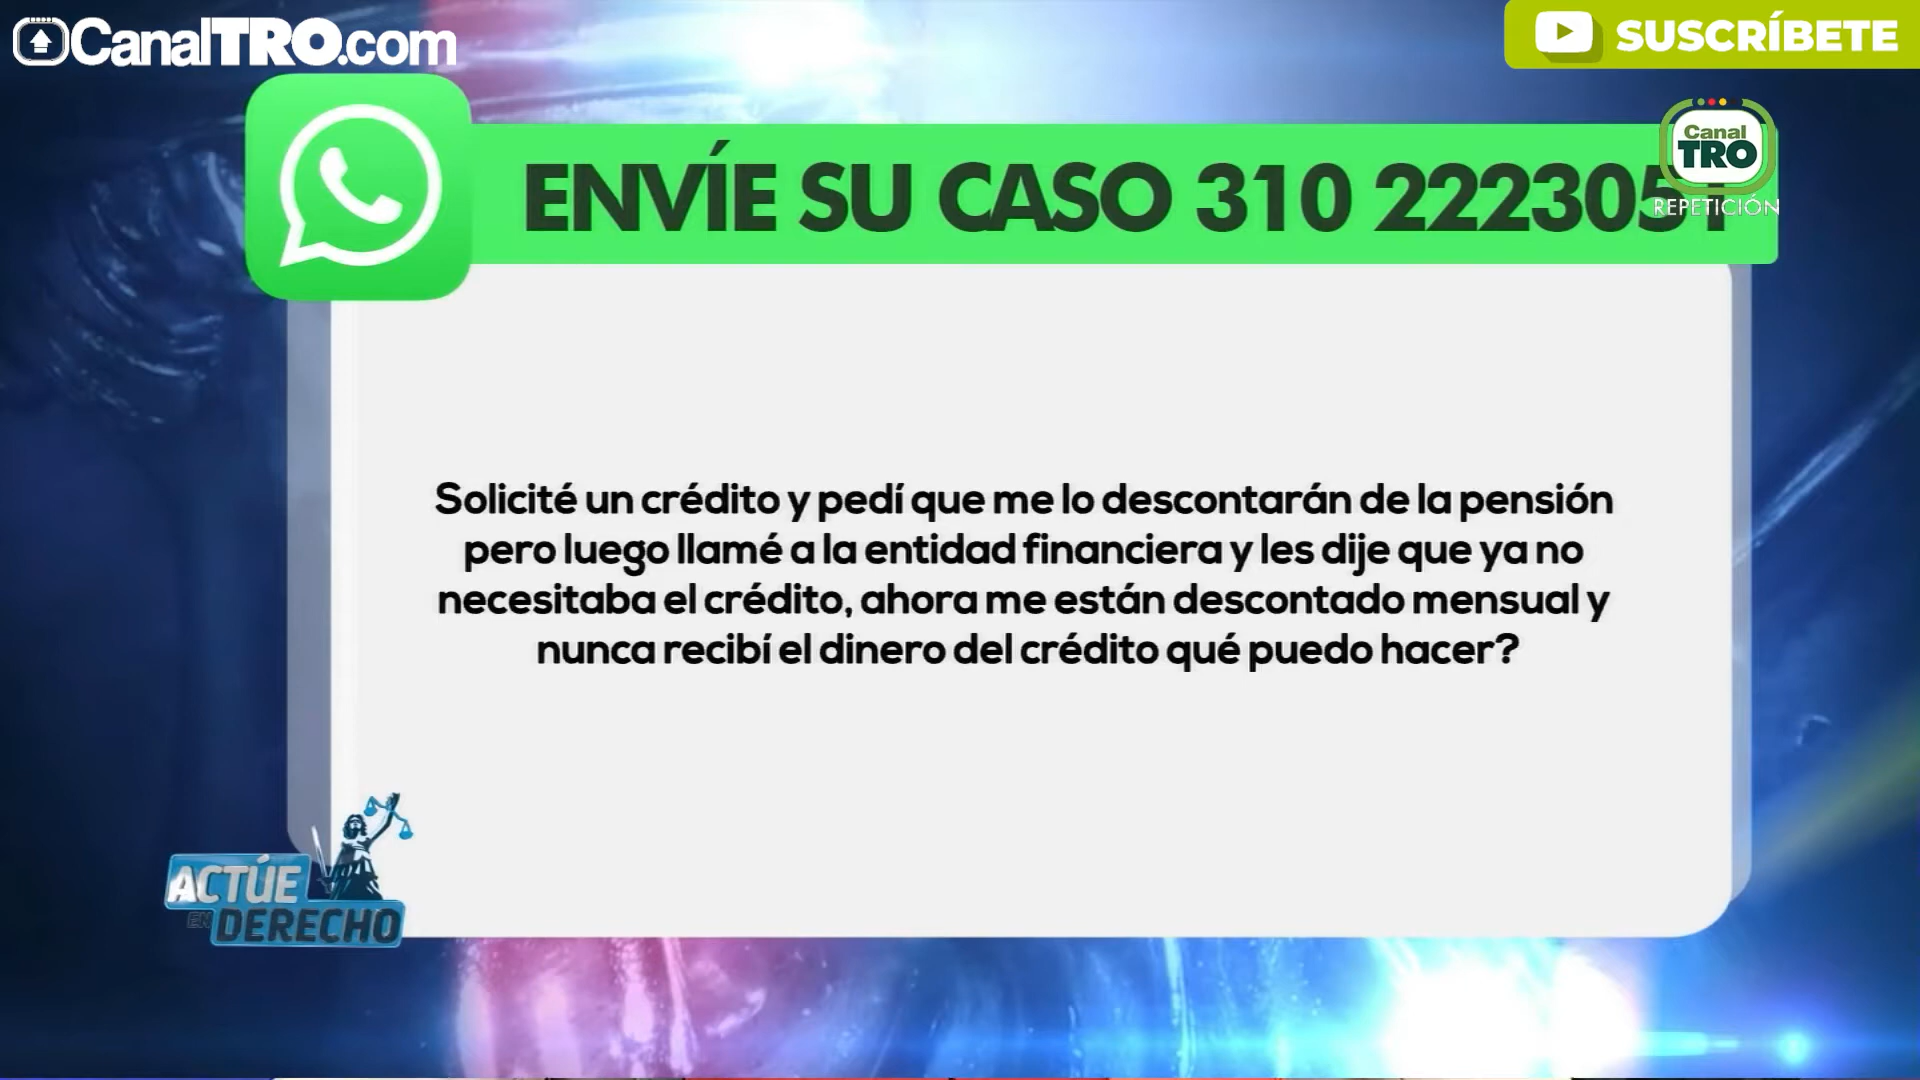 CanalTRO.com
SUSCRÍBETE
Canal
TRO
REPETICIÓN
ENVÍE SU CASO 310 2223051
Solicité un crédito y pedí que me lo descontarán de la pensión
pero luego llamé a la entidad financiera y les dije que ya no
necesitaba el crédito, ahora me están descontado mensual y
nunca recibí el dinero del crédito qué puedo hacer?
ACTÚE
EN DERECHO